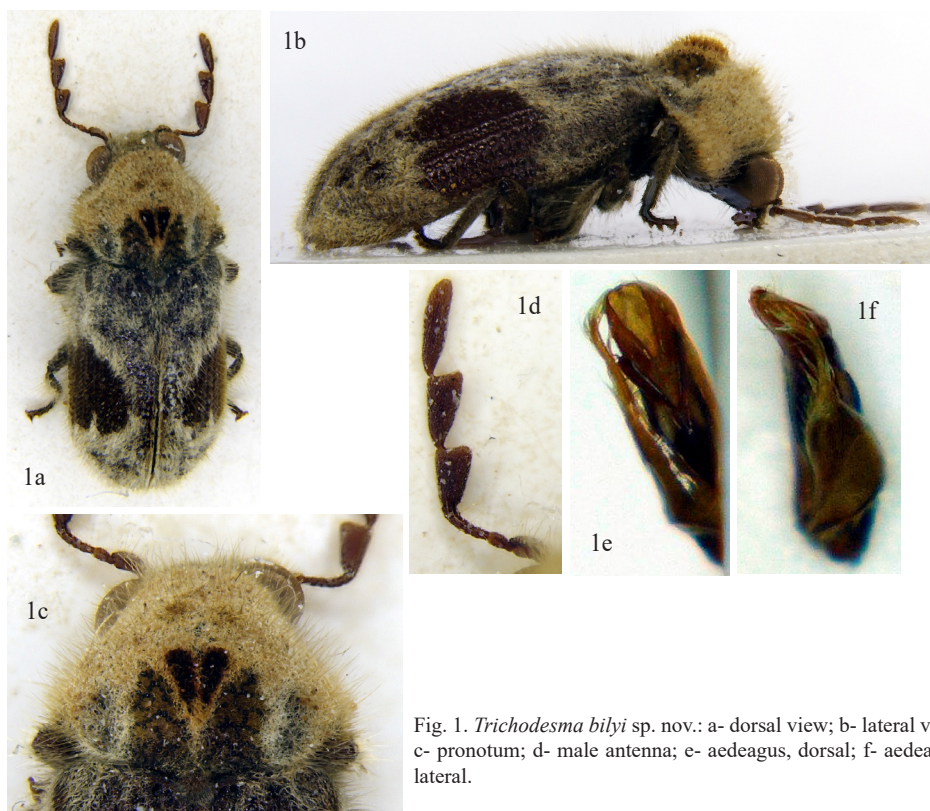 1a
1b
1c
1d
1e
1f
Fig. 1. Trichodesma bilyi sp. nov.: a- dorsal view; b- lateral v
c- pronotum; d- male antenna; e- aedeagus, dorsal; f- aedea
lateral.